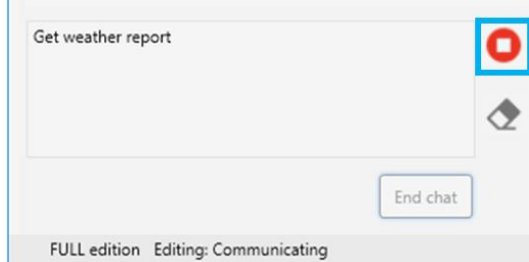 Get weather report
End chat
FULL edition Editing: Communicating